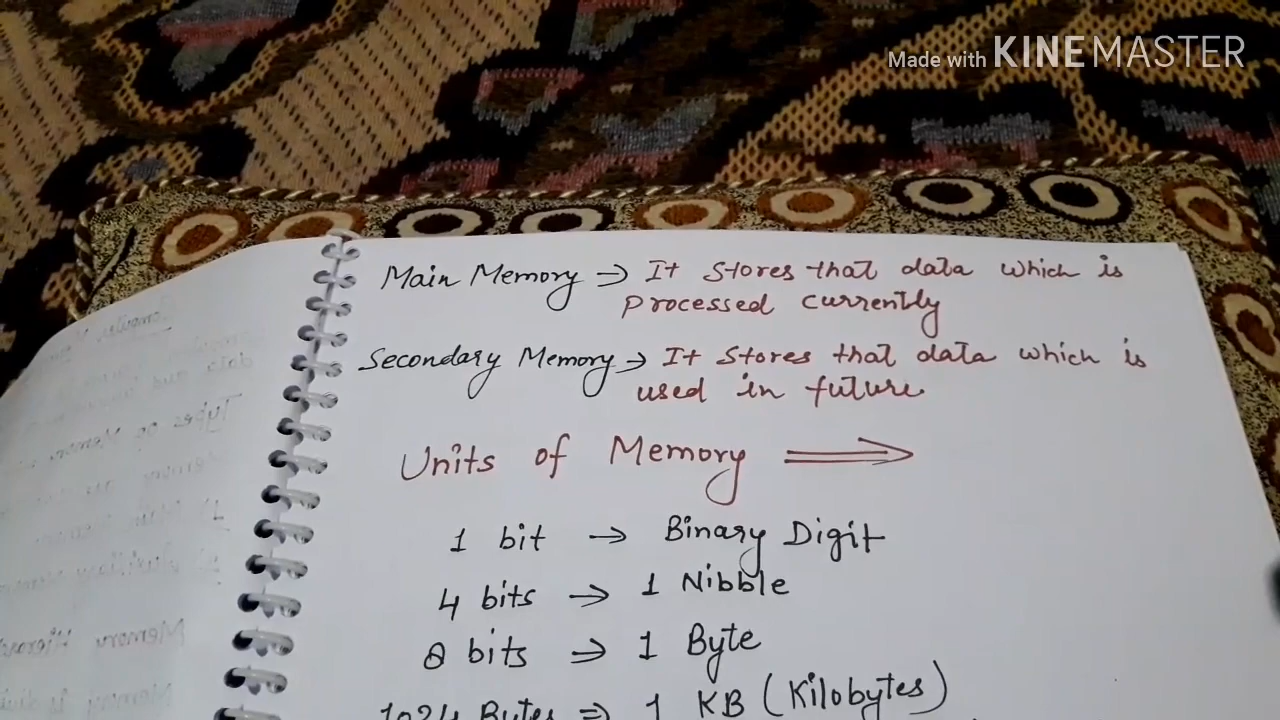 Made with KINEMASTER
Main Memory → It stores that data which is
processed currently
Secondary Memory → It stores that data which is
used in future
Units of Memory ⇒
1 bit → Binary Digit
4 bits → 1 Nibble
8 bits → 1 Byte
1024 Bytes ⇒ 1 KB (Kilobytes)